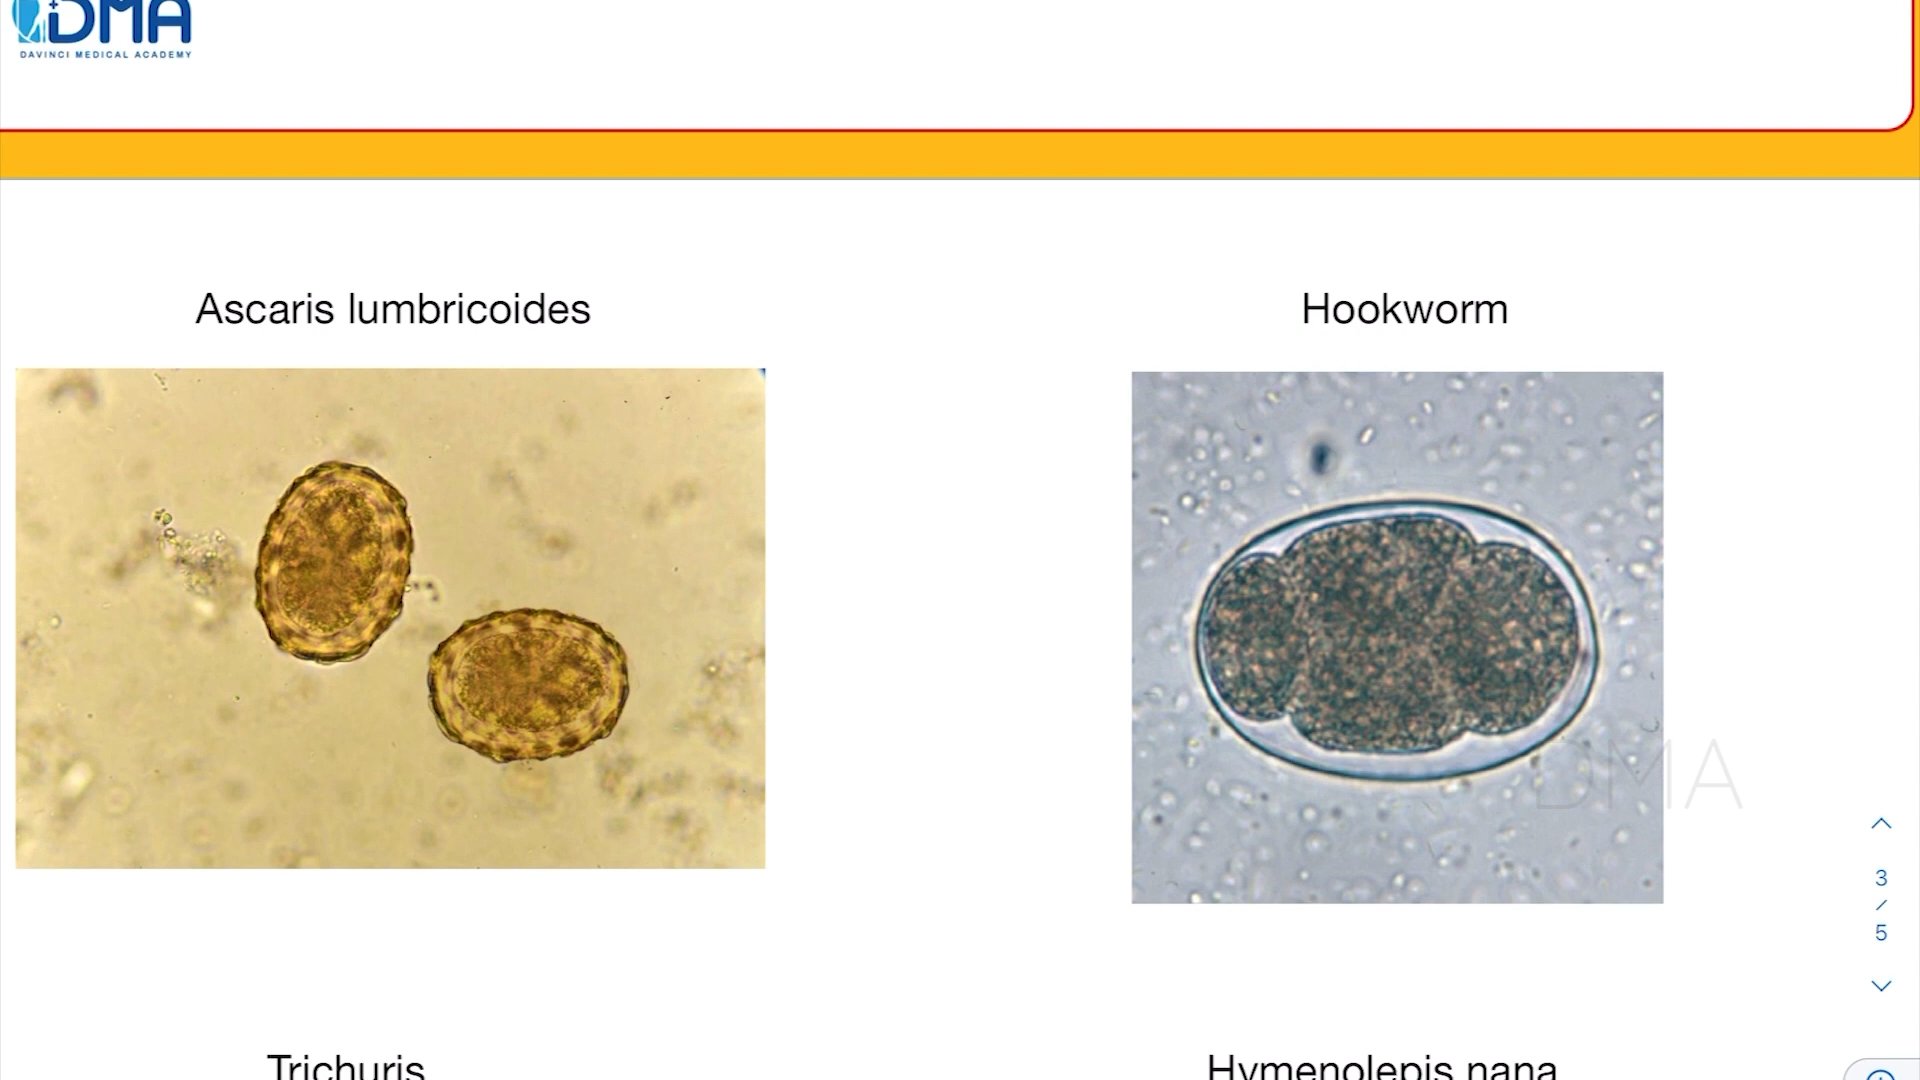 DMA
DAVINCI MEDICAL ACADEMY
Ascaris lumbricoides
Hookworm
DMA
3
/
5
Trichuris
Hymenolepis nana